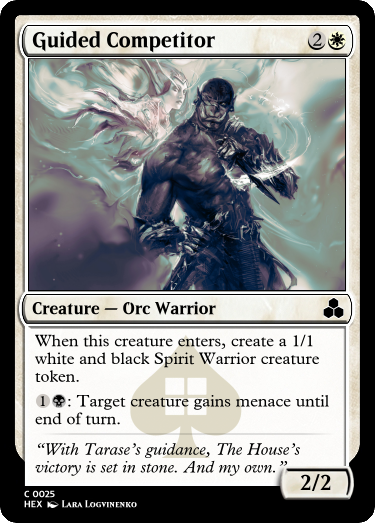 Guided Competitor 2
Creature — Orc Warrior
When this creature enters, create a 1/1
white and black Spirit Warrior creature
token.
1: Target creature gains menace until
end of turn.
“With Tarase’s guidance, The House’s
victory is set in stone. And my own.”
2/2
C 0025
HEX Lara Logvinenko